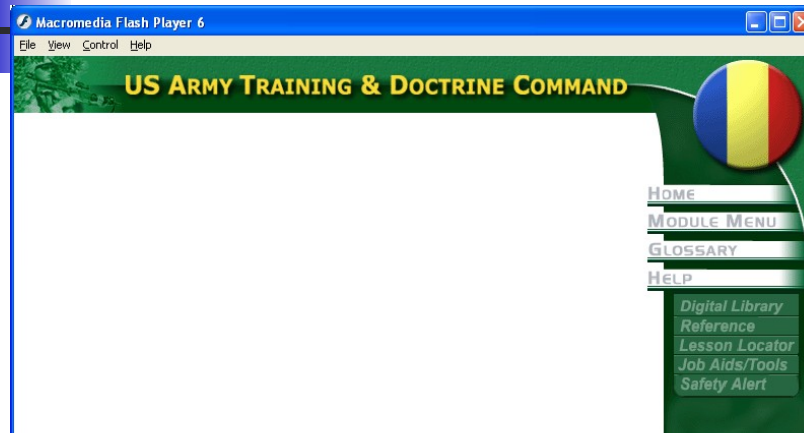 Macromedia Flash Player 6
File View Control Help
US ARMY TRAINING & DOCTRINE COMMAND
HOME
MODULE MENU
GLOSSARY
HELP
Digital Library
Reference
Lesson Locator
Job Aids/Tools
Safety Alert